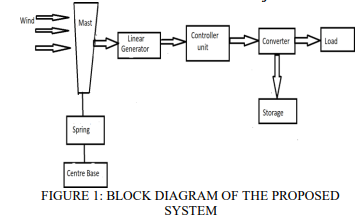 Wind
Mast
Linear
Generator
Controller
unit
Converter
Load
Storage
Spring
Centre Base
FIGURE 1: BLOCK DIAGRAM OF THE PROPOSED
SYSTEM